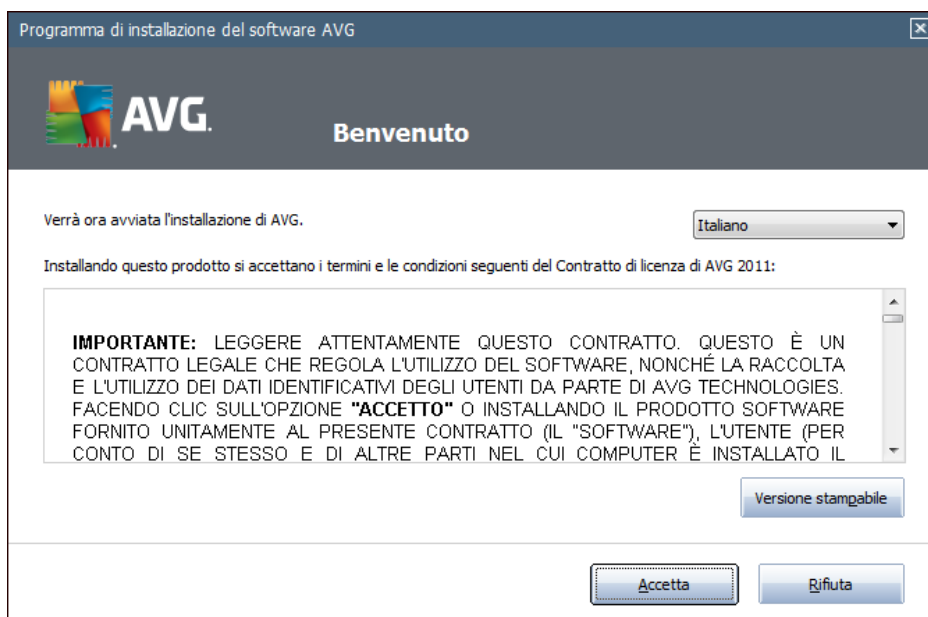 Programma di installazione del software AVG
AVG.
Benvenuto
Verrà ora avviata l'installazione di AVG.
Italiano
Installando questo prodotto si accettano i termini e le condizioni seguenti del Contratto di licenza di AVG 2011:
IMPORTANTE: LEGGERE ATTENTAMENTE QUESTO CONTRATTO. QUESTO È UN
CONTRATTO LEGALE CHE REGOLA L'UTILIZZO DEL SOFTWARE, NONCHÉ LA RACCOLTA
E L'UTILIZZO DEI DATI IDENTIFICATIVI DEGLI UTENTI DA PARTE DI AVG TECHNOLOGIES.
FACENDO CLIC SULL'OPZIONE "ACCETTO" O INSTALLANDO IL PRODOTTO SOFTWARE
FORNITO UNITAMENTE AL PRESENTE CONTRATTO (IL "SOFTWARE"), L'UTENTE (PER
CONTO DI SE STESSO E DI ALTRE PARTI NEL CUI COMPUTER È INSTALLATO IL
Versione stampabile
Accetta
Rifiuta